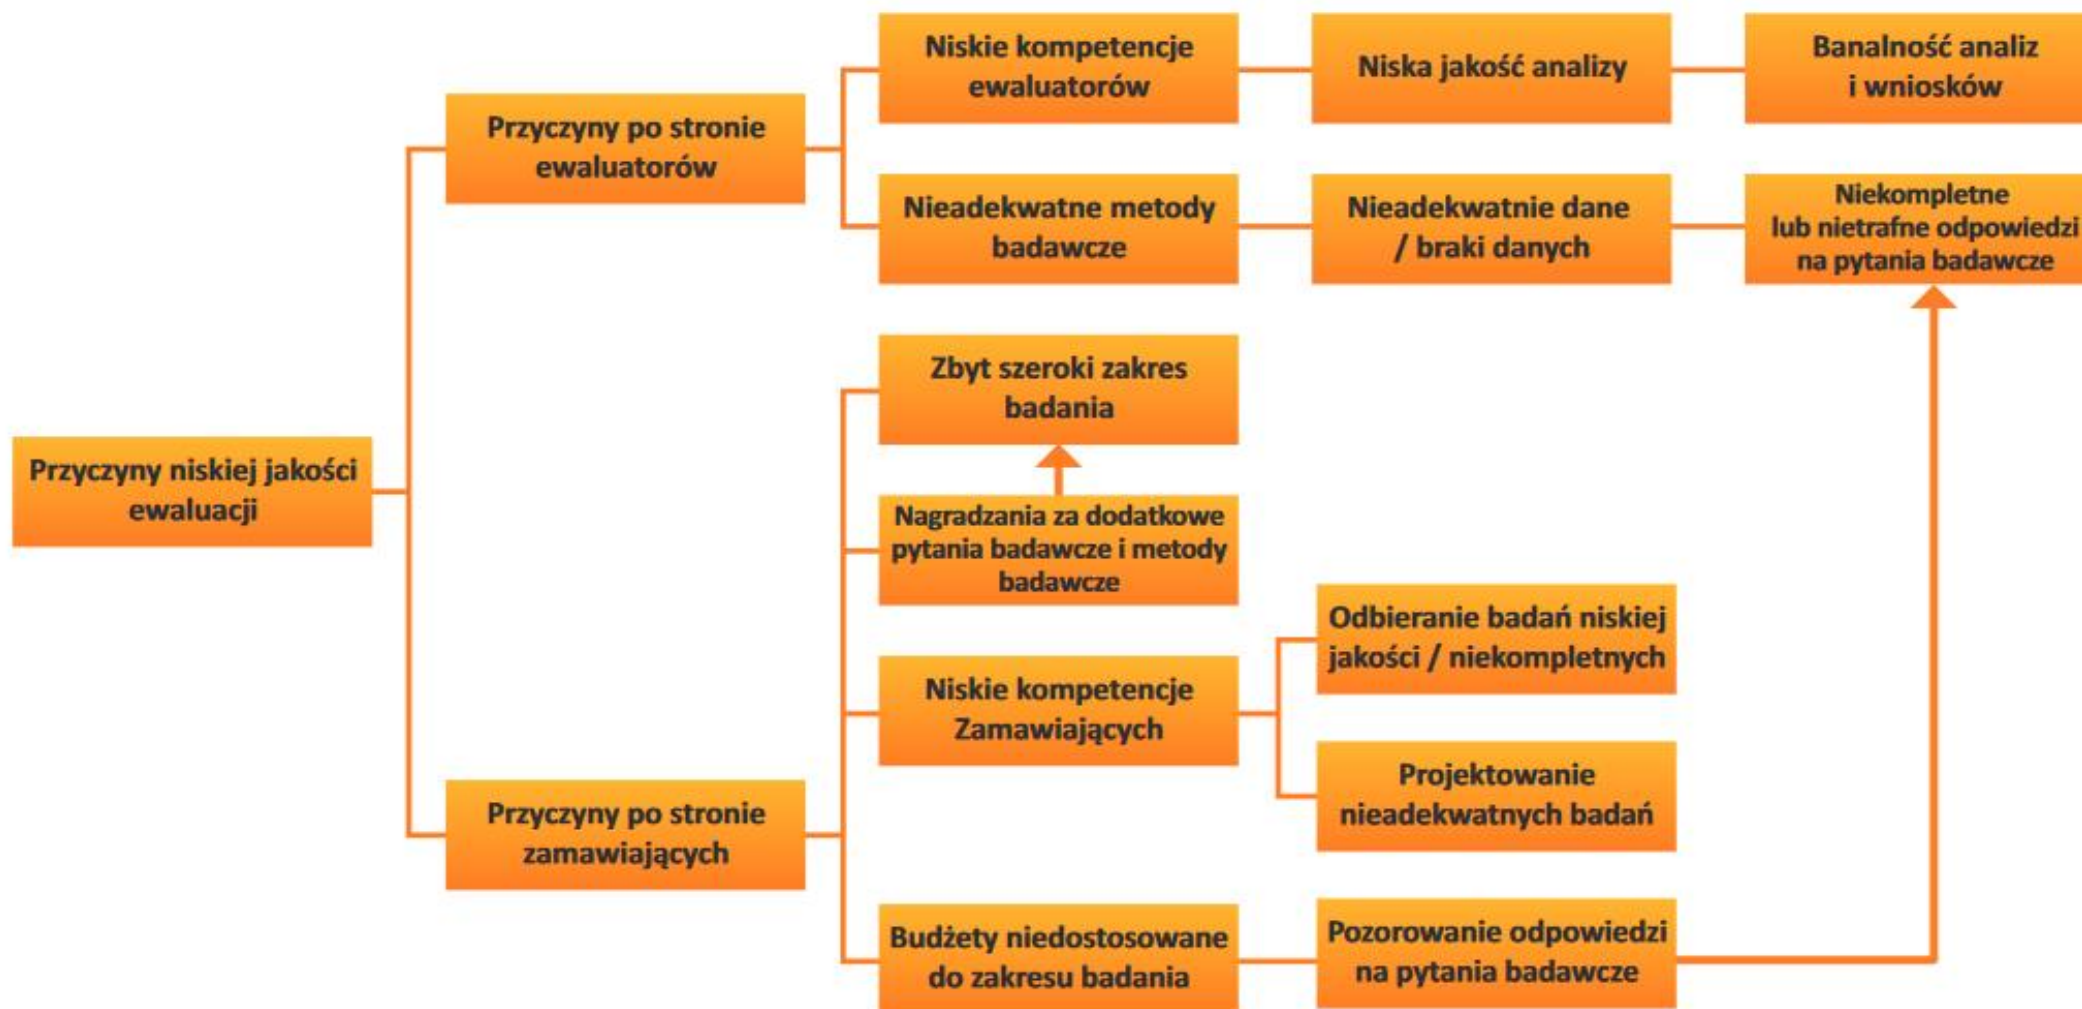 Niskie kompetencje
ewaluatorów
Niska jakość analizy
Banalność analiz
i wniosków
Przyczyny po stronie
ewaluatorów
Nieadekwatne metody
badawcze
Nieadekwatnie dane
/ braki danych
Niekompletne
lub nietrafne odpowiedzi
na pytania badawcze
Zbyt szeroki zakres
badania
Przyczyny niskiej jakości
ewaluacji
Nagradzania za dodatkowe
pytania badawcze i metody
badawcze
Odbieranie badań niskiej
jakości / niekompletnych
Niskie kompetencje
Zamawiających
Projektowanie
nieadekwatnych badań
Przyczyny po stronie
zamawiających
Budżety niedostosowane
do zakresu badania
Pozorowanie odpowiedzi
na pytania badawcze